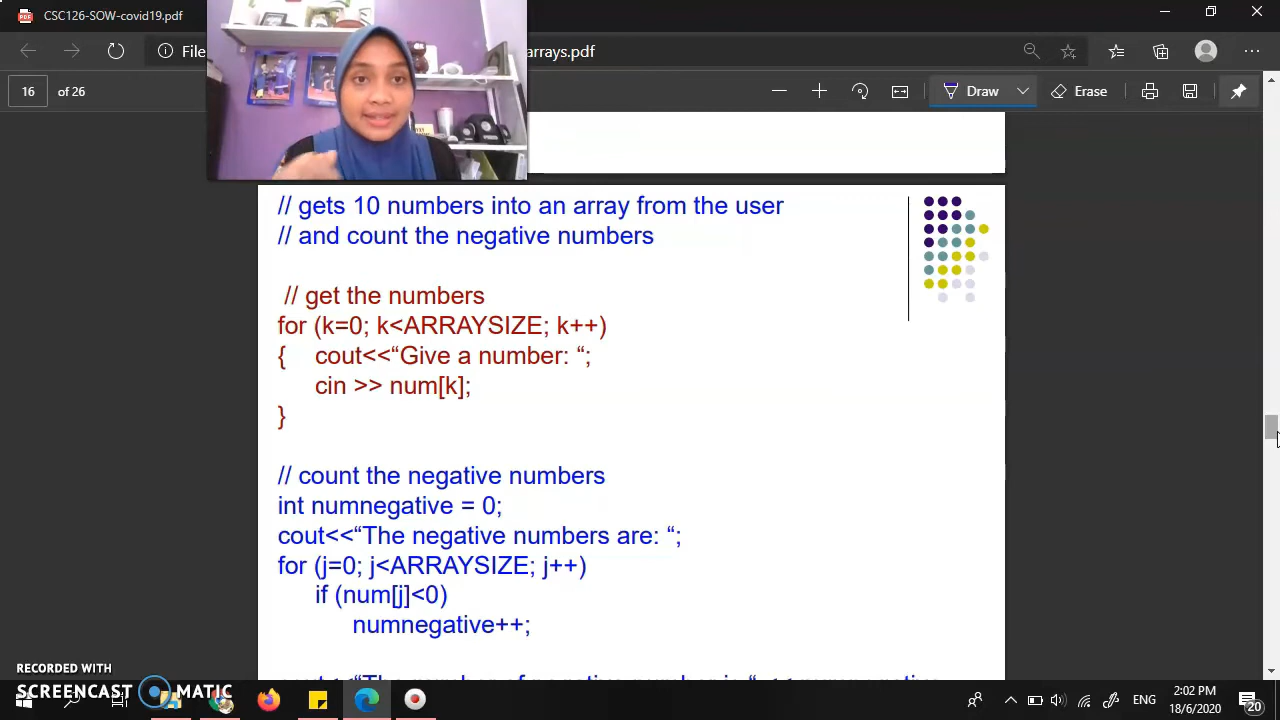 CSC126-SOW-covid19.pdf
File
arrays.pdf
16 of 26
Draw
Erase
// gets 10 numbers into an array from the user
// and count the negative numbers
// get the numbers
for (k=0; k<ARRAYSIZE; k++)
{ cout<<“Give a number: “;
cin >> num[k];
}
// count the negative numbers
int numnegative = 0;
cout<<“The negative numbers are: “;
for (j=0; j<ARRAYSIZE; j++)
if (num[j]<0)
numnegative++;
RECORDED WITH
SCREENCAST MATIC
ENG
2:02 PM
18/6/2020
20